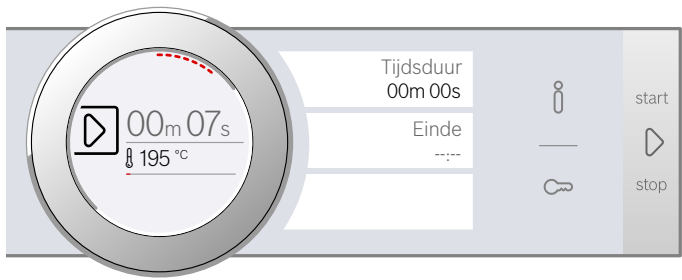 00m 07s
195 °C
Tijdsduur
00m 00s
Einde
--:--
start
stop